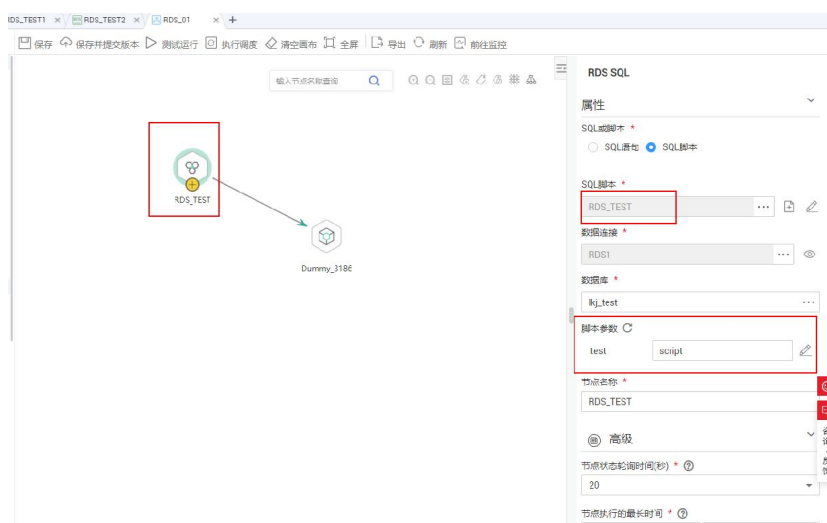 RDS_TEST1 × RDS_TEST2 × RDS_01 × +
保存 保存并提交版本 测试运行 执行调度 清空画布 全屏 导出 刷新 前往监控
输入节点名称查询
RDS_TEST
Dummy_3186
RDS SQL
属性
SQL或脚本 *
SQL语句 SQL脚本
SQL脚本 *
RDS_TEST ...
数据连接 *
RDS1 ...
数据库 *
lkj_test ...
脚本参数
test script
节点名称 *
RDS_TEST
高级
节点状态轮询时间(秒) *
20
节点执行的最长时间 *